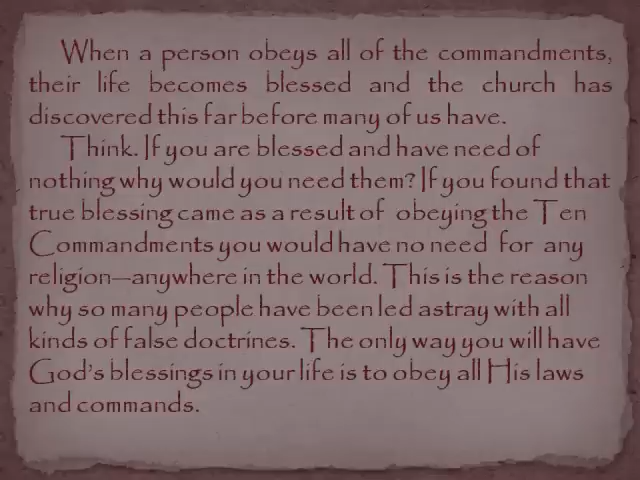 When a person obeys all of the commandments,
their life becomes blessed and the church has
discovered this far before many of us have.
Think. If you are blessed and have need of
nothing why would you need them? If you found that
true blessing came as a result of obeying the Ten
Commandments you would have no need for any
religion—anywhere in the world. This is the reason
why so many people have been led astray with all
kinds of false doctrines. The only way you will have
God's blessings in your life is to obey all His laws
and commands.